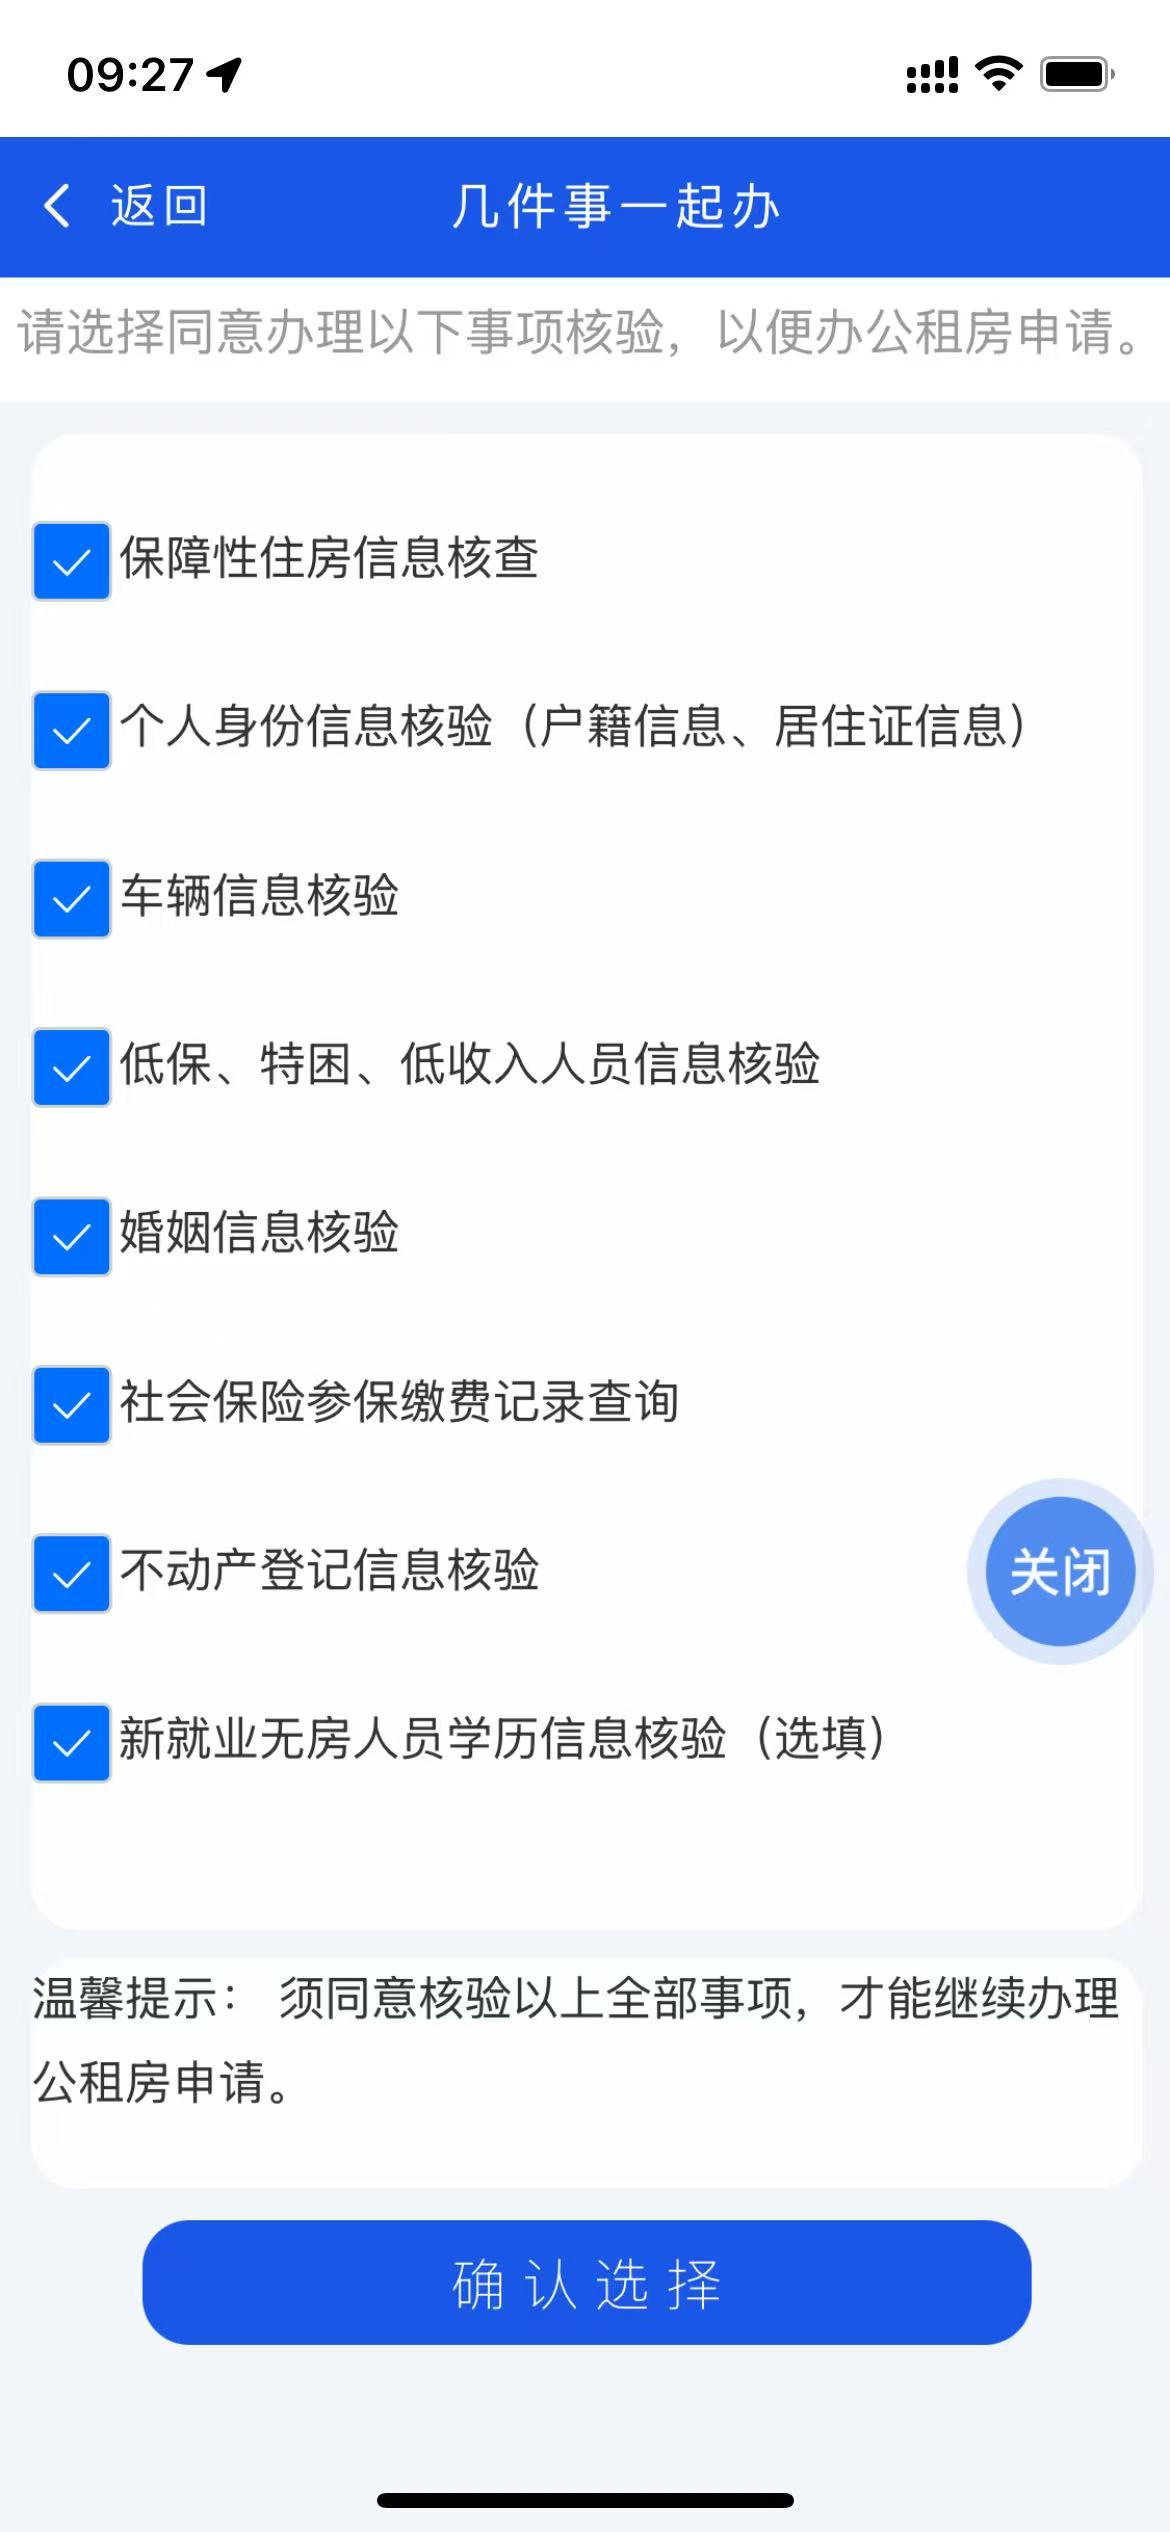 09:27
返回
几件事一起办
请选择同意办理以下事项核验，以便办公租房申请。
保障性住房信息核查
个人身份信息核验（户籍信息、居住证信息）
车辆信息核验
低保、特困、低收入人员信息核验
婚姻信息核验
社会保险参保缴费记录查询
不动产登记信息核验
关闭
新就业无房人员学历信息核验（选填）
温馨提示： 须同意核验以上全部事项，才能继续办理
公租房申请。
确认选择